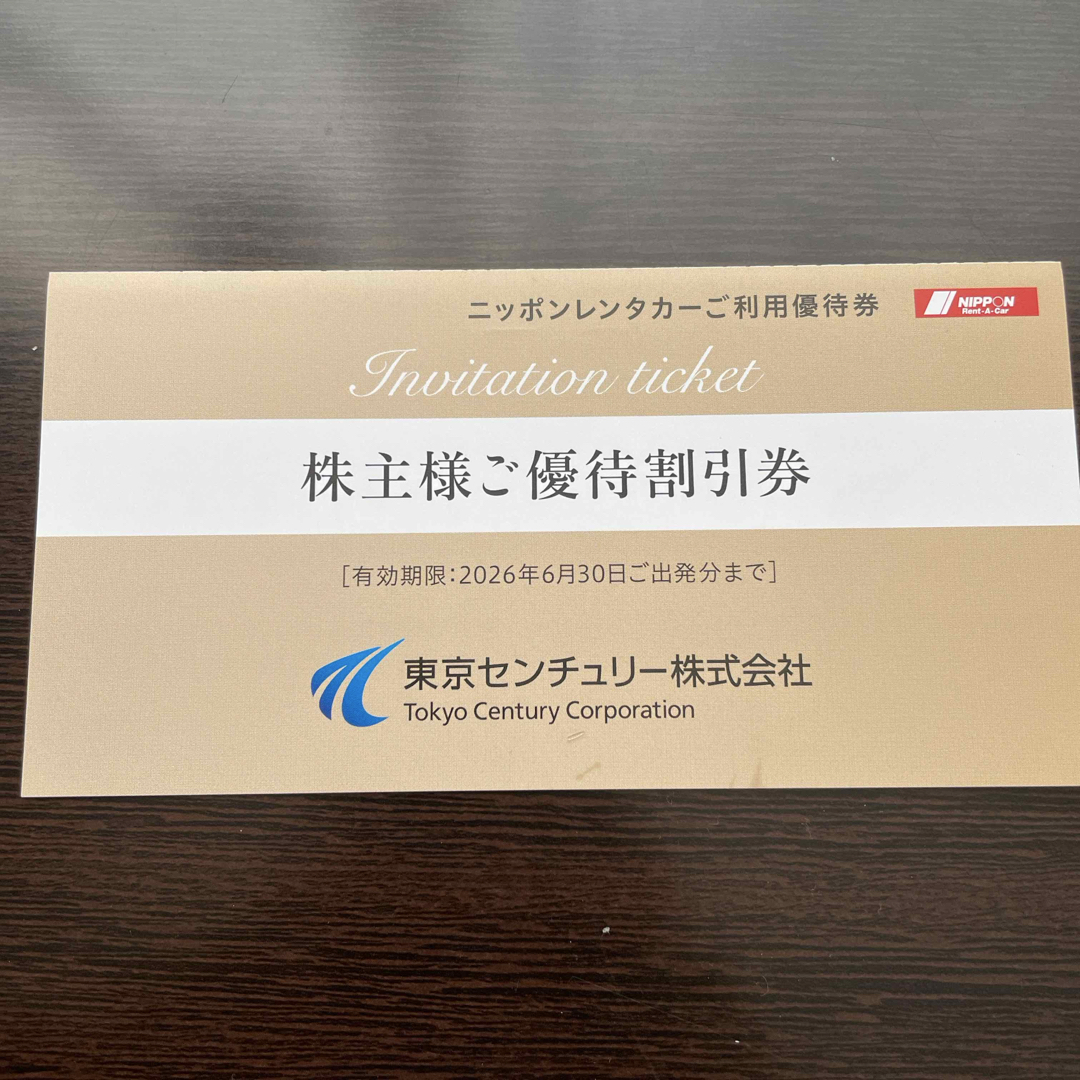 ニッポンレンタカーご利用優待券
NIPPON
Rent-A-Car
Invitation ticket
株主様ご優待割引券
[有効期限:2026年6月30日ご出発分まで]
東京センチュリー株式会社
Tokyo Century Corporation